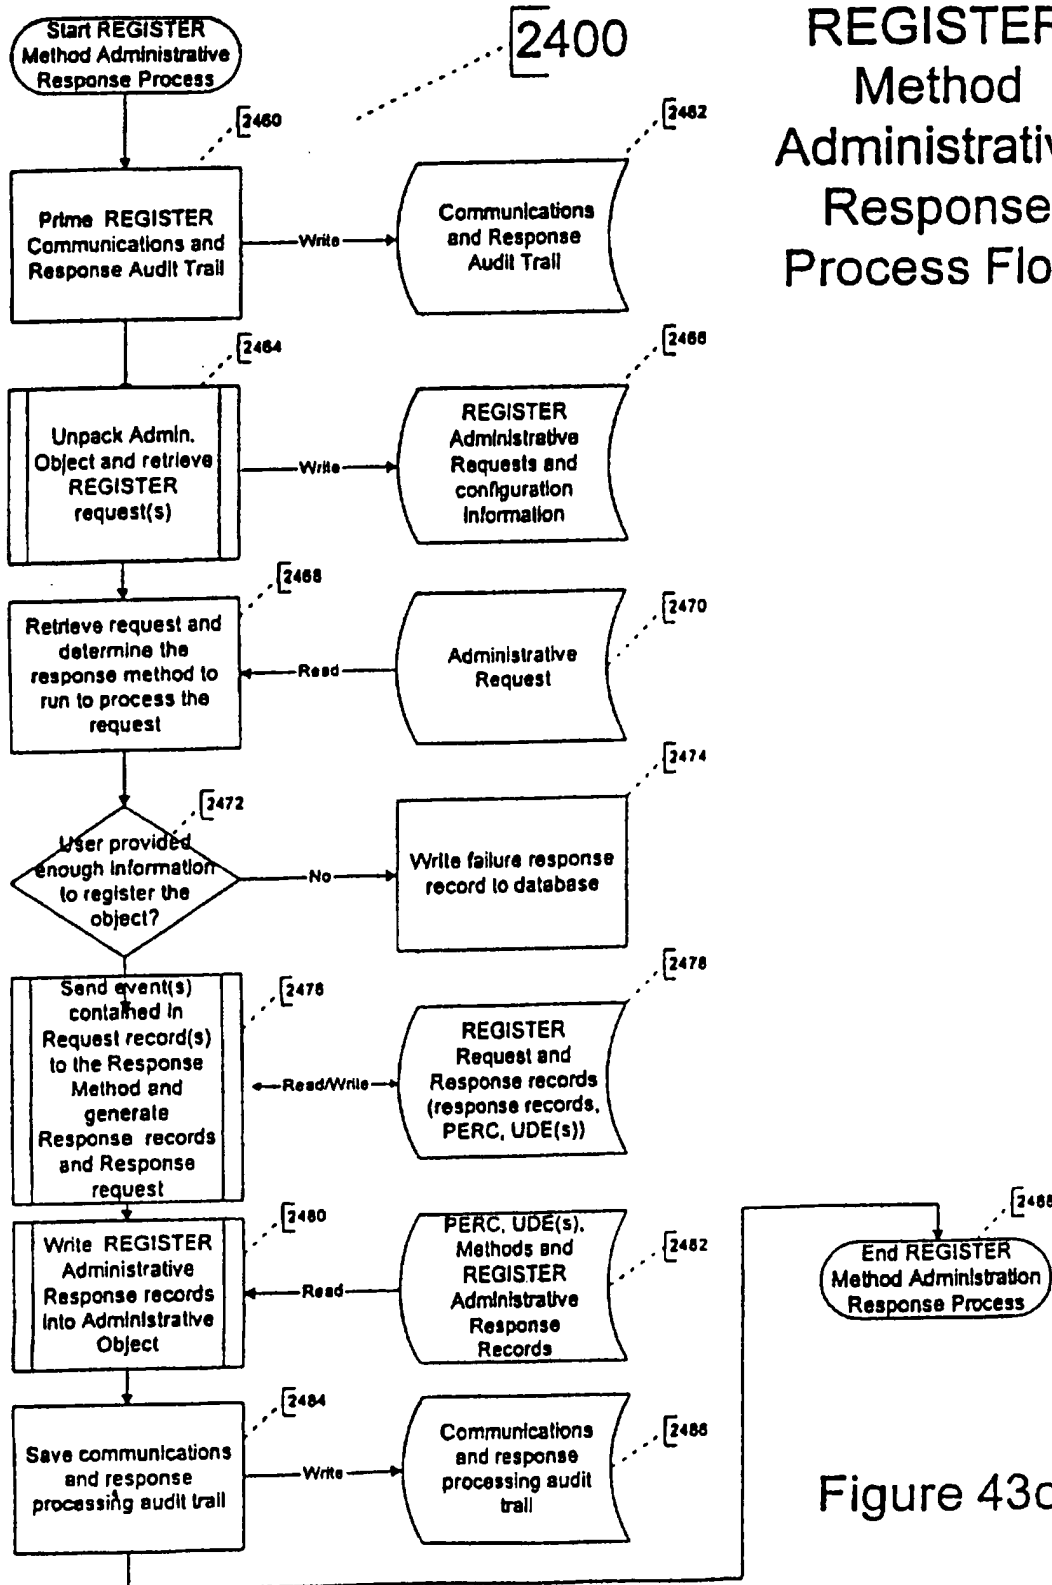 Start REGISTER
Method Administrative
Response Process
2400
REGISTER
Method
Administrativ
Response
Process Flo
2460
Prime REGISTER
Communications and
Response Audit Trail
Write
2462
Communications
and Response
Audit Trail
2464
Unpack Admin.
Object and retrieve
REGISTER
request(s)
Write
2466
REGISTER
Administrative
Requests and
configuration
Information
2468
Retrieve request and
determine the
response method to
run to process the
request
Read
2470
Administrative
Request
2472
User provided
enough Information
to register the
object?
No
2474
Write failure response
record to database
2476
Send event(s)
contained in
Request record(s)
to the Response
Method and
generate
Response records
and Response
request
Read/Write
2478
REGISTER
Request and
Response records
(response records,
PERC, UDE(s))
2480
Write REGISTER
Administrative
Response records
into Administrative
Object
Read
2482
PERC, UDE(s),
Methods and
REGISTER
Administrative
Response
Records
2484
Save communications
and response
processing audit trail
Write
2486
Communications
and response
processing audit
trail
2488
End REGISTER
Method Administration
Response Process
Figure 43c